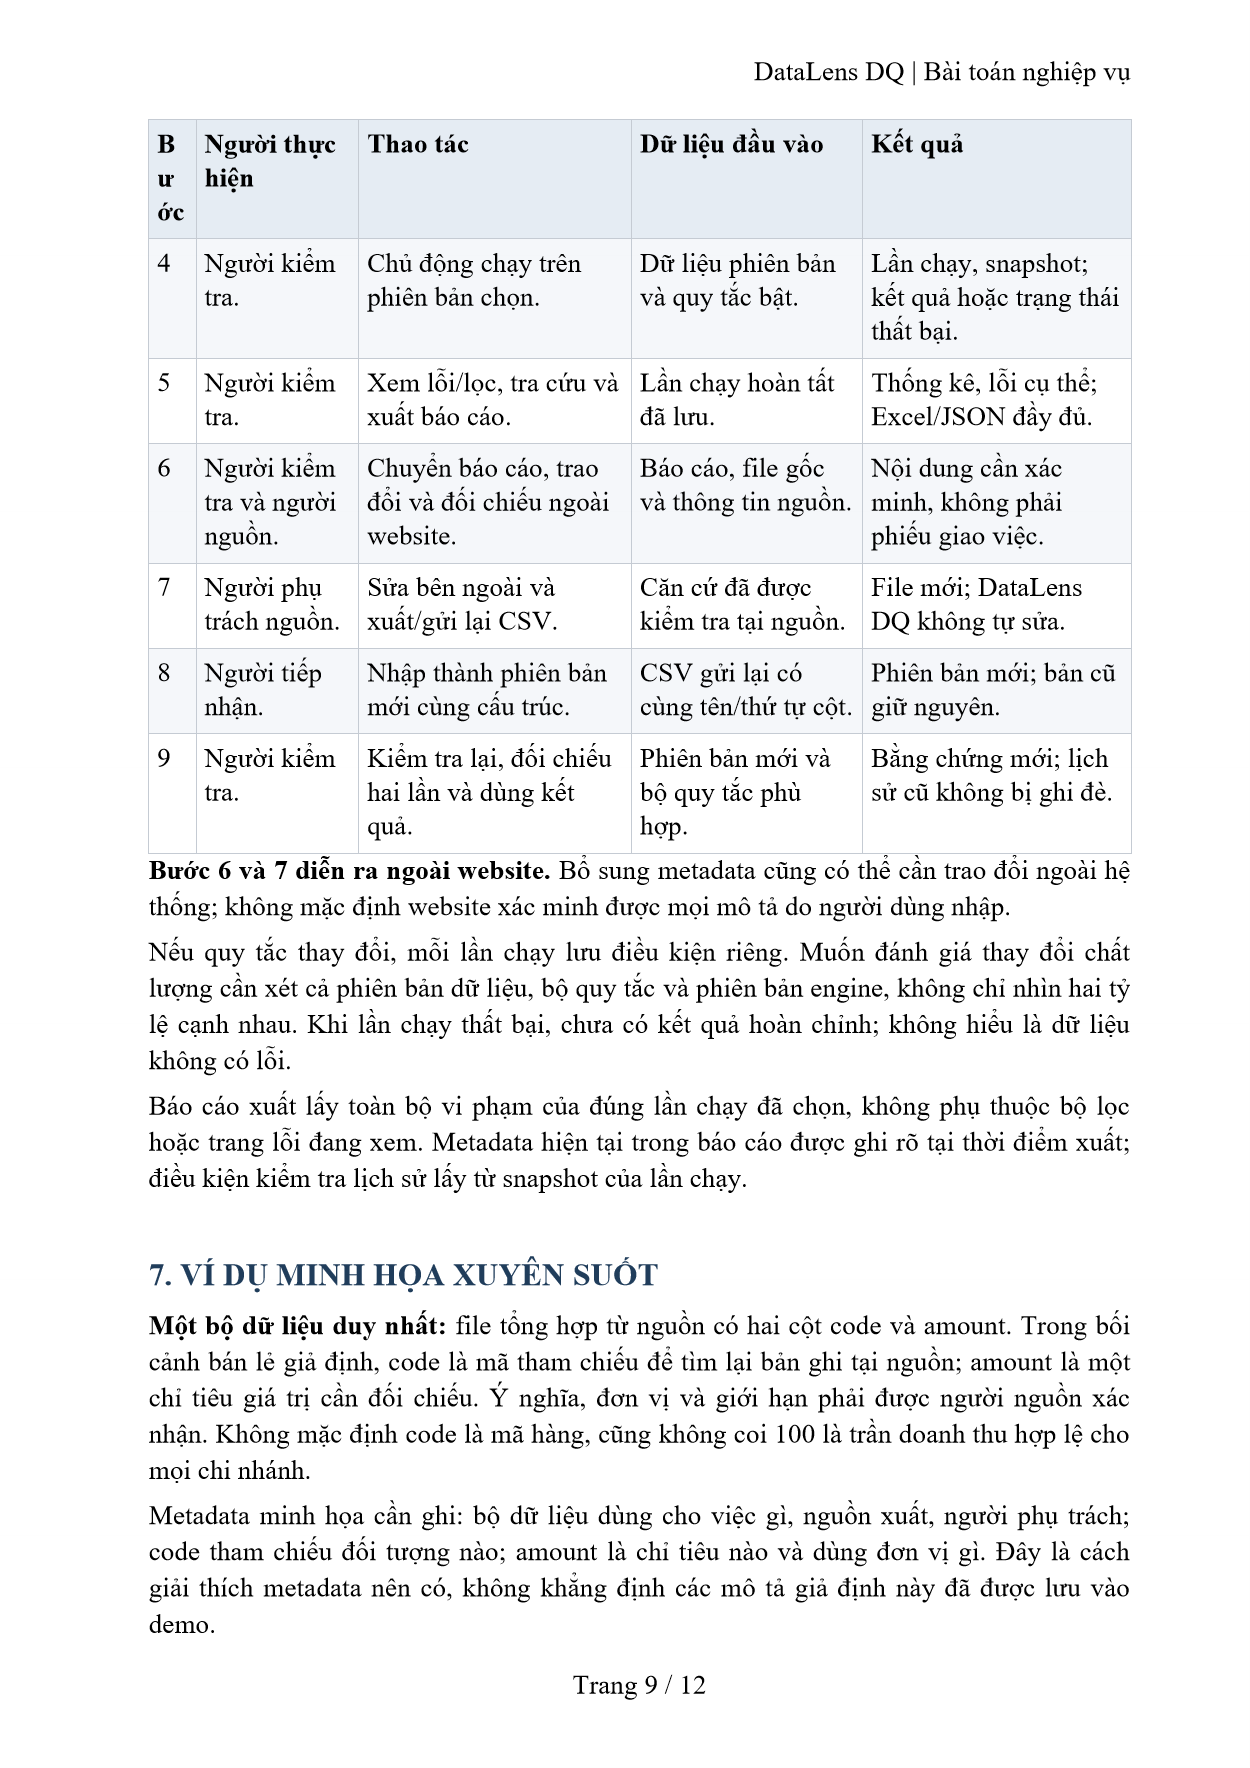 DataLens DQ | Bài toán nghiệp vụ
B
ư
ớc
Người thực
hiện
Thao tác
Dữ liệu đầu vào
Kết quả
4
Người kiểm
tra.
Chủ động chạy trên
phiên bản chọn.
Dữ liệu phiên bản
và quy tắc bật.
Lần chạy, snapshot;
kết quả hoặc trạng thái
thất bại.
5
Người kiểm
tra.
Xem lỗi/lọc, tra cứu và
xuất báo cáo.
Lần chạy hoàn tất
đã lưu.
Thống kê, lỗi cụ thể;
Excel/JSON đầy đủ.
6
Người kiểm
tra và người
nguồn.
Chuyển báo cáo, trao
đổi và đối chiếu ngoài
website.
Báo cáo, file gốc
và thông tin nguồn.
Nội dung cần xác
minh, không phải
phiếu giao việc.
7
Người phụ
trách nguồn.
Sửa bên ngoài và
xuất/gửi lại CSV.
Căn cứ đã được
kiểm tra tại nguồn.
File mới; DataLens
DQ không tự sửa.
8
Người tiếp
nhận.
Nhập thành phiên bản
mới cùng cấu trúc.
CSV gửi lại có
cùng tên/thứ tự cột.
Phiên bản mới; bản cũ
giữ nguyên.
9
Người kiểm
tra.
Kiểm tra lại, đối chiếu
hai lần và dùng kết
quả.
Phiên bản mới và
bộ quy tắc phù
hợp.
Bằng chứng mới; lịch
sử cũ không bị ghi đè.
Bước 6 và 7 diễn ra ngoài website. Bổ sung metadata cũng có thể cần trao đổi ngoài hệ
thống; không mặc định website xác minh được mọi mô tả do người dùng nhập.
Nếu quy tắc thay đổi, mỗi lần chạy lưu điều kiện riêng. Muốn đánh giá thay đổi chất
lượng cần xét cả phiên bản dữ liệu, bộ quy tắc và phiên bản engine, không chỉ nhìn hai tỷ
lệ cạnh nhau. Khi lần chạy thất bại, chưa có kết quả hoàn chỉnh; không hiểu là dữ liệu
không có lỗi.
Báo cáo xuất lấy toàn bộ vi phạm của đúng lần chạy đã chọn, không phụ thuộc bộ lọc
hoặc trang lỗi đang xem. Metadata hiện tại trong báo cáo được ghi rõ tại thời điểm xuất;
điều kiện kiểm tra lịch sử lấy từ snapshot của lần chạy.
7. VÍ DỤ MINH HỌA XUYÊN SUỐT
Một bộ dữ liệu duy nhất: file tổng hợp từ nguồn có hai cột code và amount. Trong bối
cảnh bán lẻ giả định, code là mã tham chiếu để tìm lại bản ghi tại nguồn; amount là một
chỉ tiêu giá trị cần đối chiếu. Ý nghĩa, đơn vị và giới hạn phải được người nguồn xác
nhận. Không mặc định code là mã hàng, cũng không coi 100 là trần doanh thu hợp lệ cho
mọi chi nhánh.
Metadata minh họa cần ghi: bộ dữ liệu dùng cho việc gì, nguồn xuất, người phụ trách;
code tham chiếu đối tượng nào; amount là chỉ tiêu nào và dùng đơn vị gì. Đây là cách
giải thích metadata nên có, không khẳng định các mô tả giả định này đã được lưu vào
demo.
Trang 9 / 12